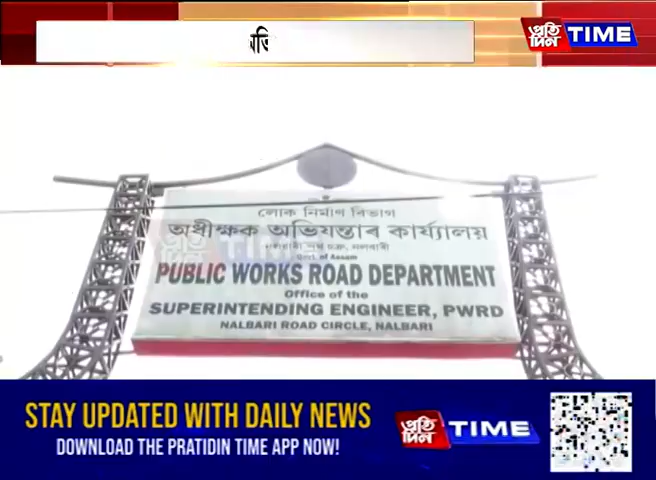 প্ৰতি দিন TIME
লোক নিৰ্মাণ বিভাগ
অধীক্ষক অভিযন্তাৰ কাৰ্য্যালয়
নলবাৰী
Govt. of Assam
PUBLIC WORKS ROAD DEPARTMENT
Office of the
SUPERINTENDING ENGINEER, PWRD
NALBARI ROAD CIRCLE, NALBARI
STAY UPDATED WITH DAILY NEWS
DOWNLOAD THE PRATIDIN TIME APP NOW!
প্ৰতি দিন TIME